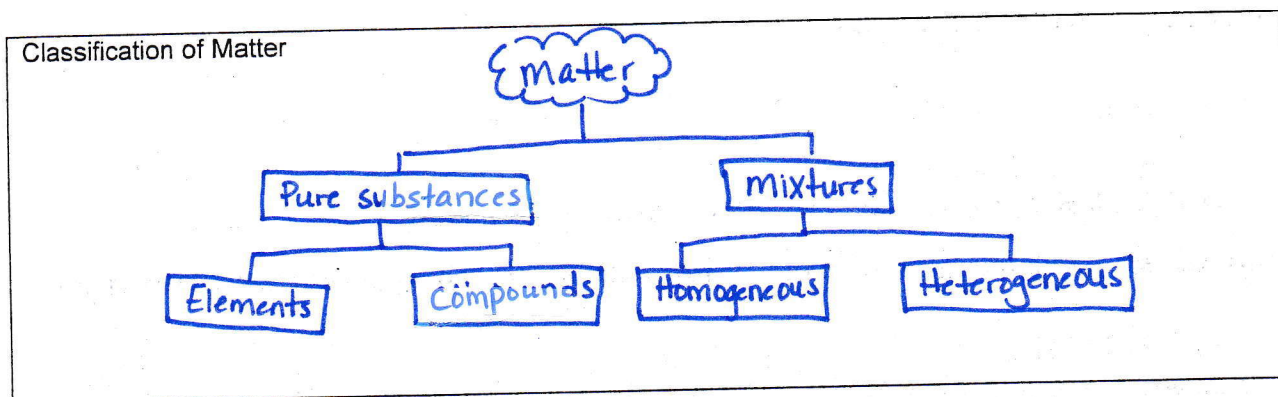 Classification of Matter
Matter
Pure substances
mixtures
Elements
Compounds
Homogeneous
Heterogeneous